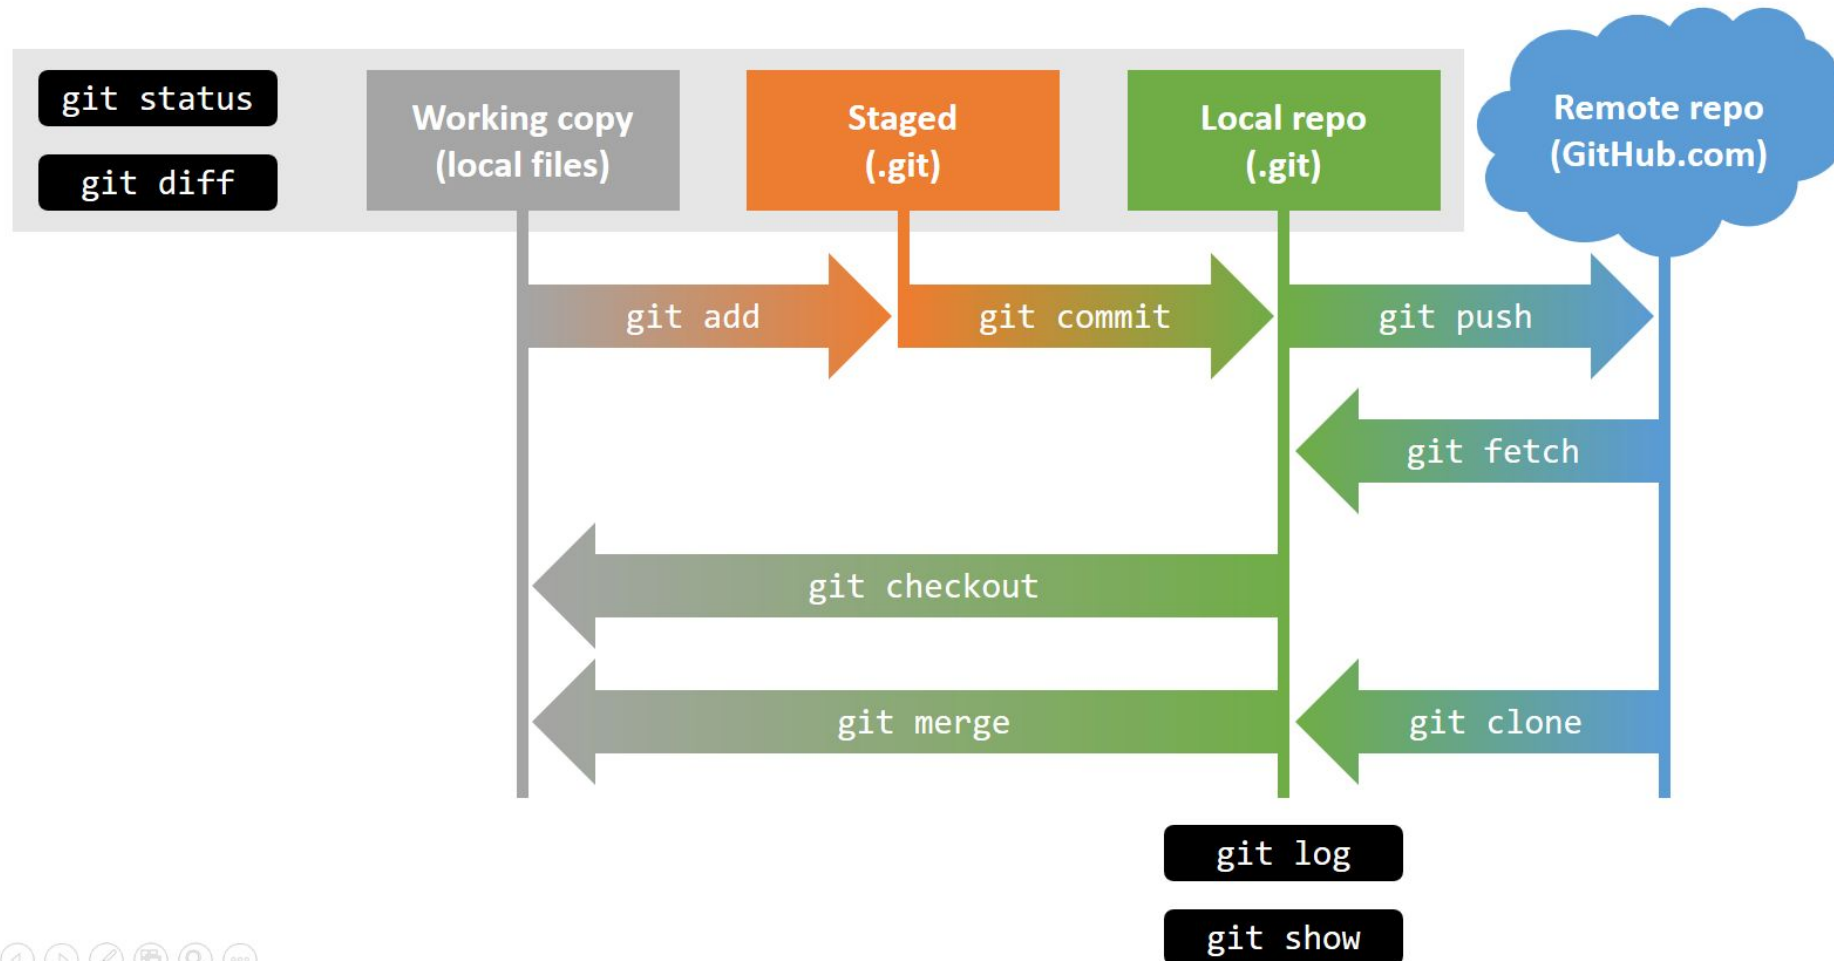 git status
git diff
Working copy
(local files)
Staged
(.git)
Local repo
(.git)
Remote repo
(GitHub.com)
git add
git commit
git push
git fetch
git checkout
git merge
git clone
git log
git show